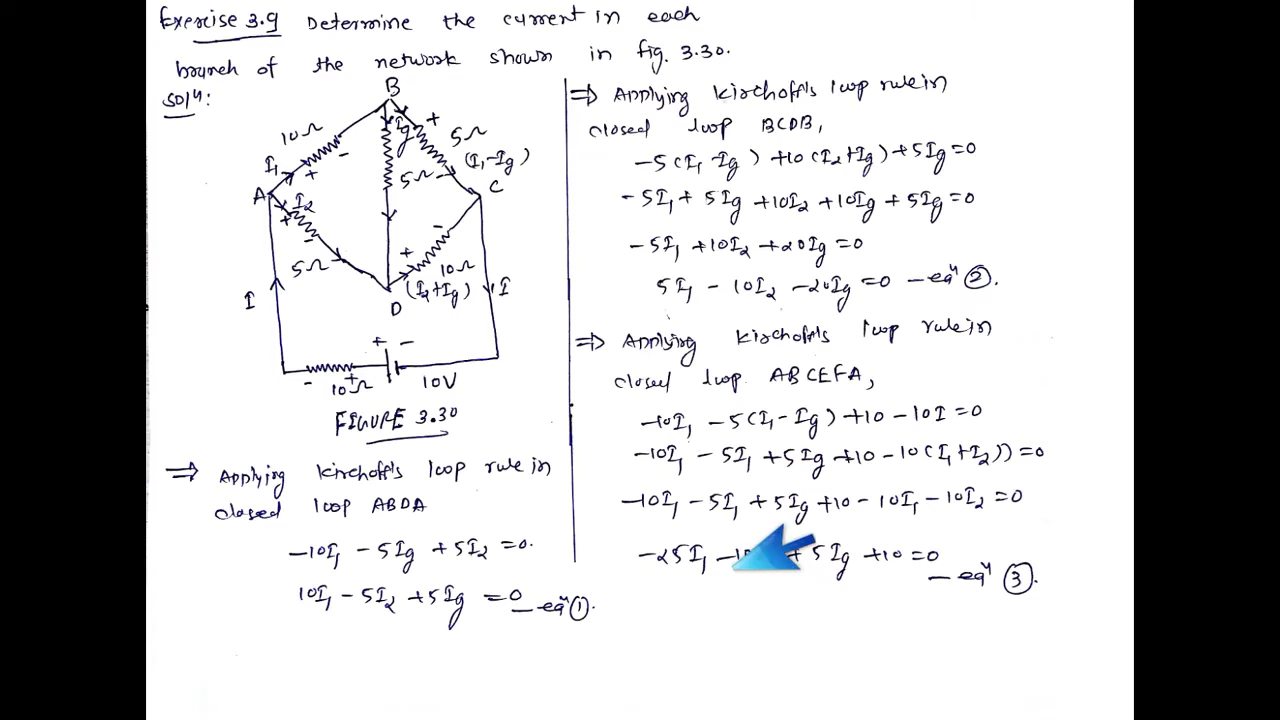 Exercise 3.9 Determine the current in each
branch of the network shown in fig. 3.30.
Solⁿ:
B
10Ω
I₁
+
-
Ig
+
5Ω
(I₁-Ig)
5Ω
-
A
I₂
+
-
5Ω
C
+
-
10Ω
(I₂+Ig)
D
I
I
+ -
- +
10Ω
10V
FIGURE 3.30
⇒ Applying kirchoff's loop rule in
closed loop ABDA
-10I₁ - 5Ig + 5I₂ = 0.
10I₁ - 5I₂ + 5Ig = 0 — eqⁿ ①.
⇒ Applying kirchoff's loop rule in
closed loop BCDB,
-5(I₁-Ig) + 10(I₂+Ig) + 5Ig = 0
-5I₁ + 5Ig + 10I₂ + 10Ig + 5Ig = 0
-5I₁ + 10I₂ + 20Ig = 0
5I₁ - 10I₂ - 20Ig = 0 — eqⁿ ②.
⇒ Applying kirchoff's loop rule in
closed loop ABCEFA,
-10I₁ - 5(I₁-Ig) + 10 - 10I = 0
-10I₁ - 5I₁ + 5Ig + 10 - 10(I₁+I₂)) = 0
-10I₁ - 5I₁ + 5Ig + 10 - 10I₁ - 10I₂ = 0
-25I₁ + 5Ig + 10 = 0
— eqⁿ ③.